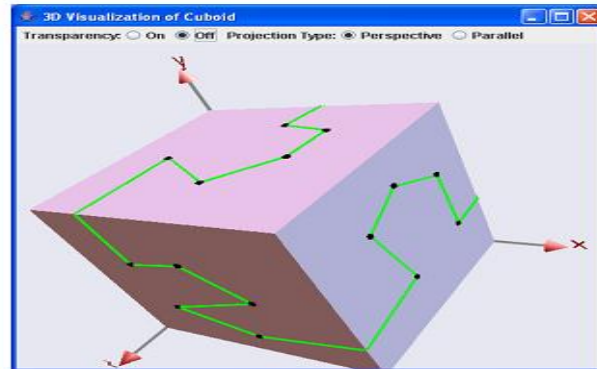 3D Visualization of Cuboid
Transparency: On Off Projection Type: Perspective Parallel
y
x